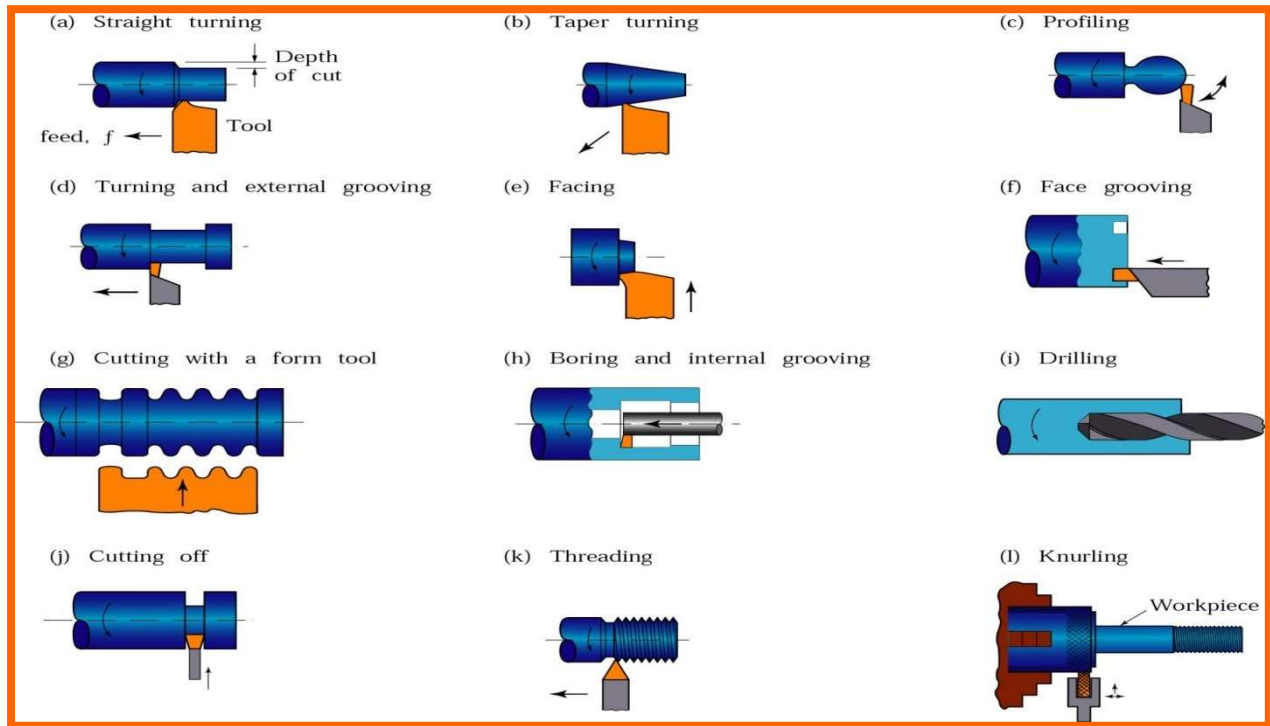 (a) Straight turning
Depth
of cut
feed, f
Tool
(b) Taper turning
(c) Profiling
(d) Turning and external grooving
(e) Facing
(f) Face grooving
(g) Cutting with a form tool
(h) Boring and internal grooving
(i) Drilling
(j) Cutting off
(k) Threading
(l) Knurling
Workpiece